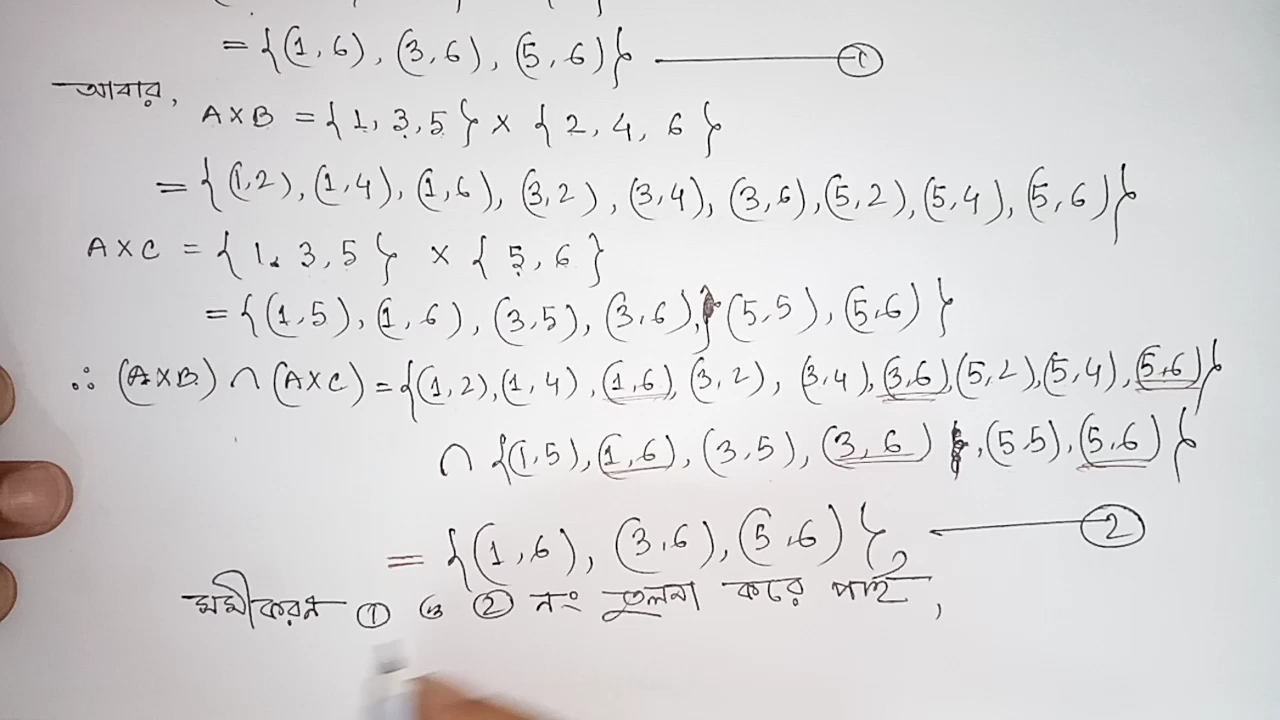 = {(1,6), (3,6), (5,6)} ①
আবার,
A×B = {1, 3, 5} × {2, 4, 6}
= {(1,2), (1,4), (1,6), (3,2), (3,4), (3,6), (5,2), (5,4), (5,6)}
A×C = {1, 3, 5} × {5, 6}
= {(1,5), (1,6), (3,5), (3,6), (5,5), (5,6)}
∴ (A×B) ∩ (A×C) = {(1,2), (1,4), (1,6), (3,2), (3,4), (3,6), (5,2), (5,4), (5,6)}
∩ {(1,5), (1,6), (3,5), (3,6), (5,5), (5,6)}
= {(1,6), (3,6), (5,6)} ②
সমীকরণ ① ও ② নং তুলনা করে পাই,